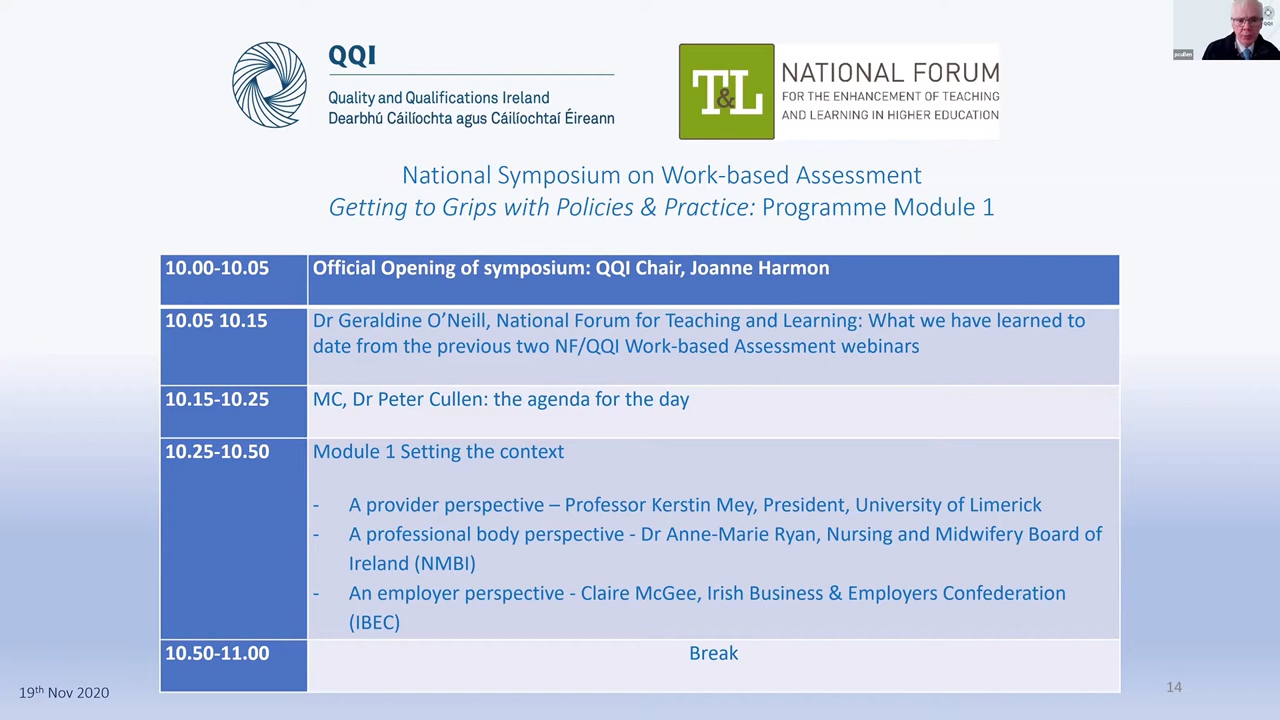 QQI
Quality and Qualifications Ireland
Dearbhú Cáilíochta agus Cáilíochtaí Éireann
T&L
NATIONAL FORUM
FOR THE ENHANCEMENT OF TEACHING
AND LEARNING IN HIGHER EDUCATION
pcullen
QQI
National Symposium on Work-based Assessment
Getting to Grips with Policies & Practice: Programme Module 1
10.00-10.05 Official Opening of symposium: QQI Chair, Joanne Harmon
10.05 10.15 Dr Geraldine O’Neill, National Forum for Teaching and Learning: What we have learned to
date from the previous two NF/QQI Work-based Assessment webinars
10.15-10.25 MC, Dr Peter Cullen: the agenda for the day
10.25-10.50 Module 1 Setting the context
- A provider perspective – Professor Kerstin Mey, President, University of Limerick
- A professional body perspective - Dr Anne-Marie Ryan, Nursing and Midwifery Board of
Ireland (NMBI)
- An employer perspective - Claire McGee, Irish Business & Employers Confederation
(IBEC)
10.50-11.00 Break
19th Nov 2020
14